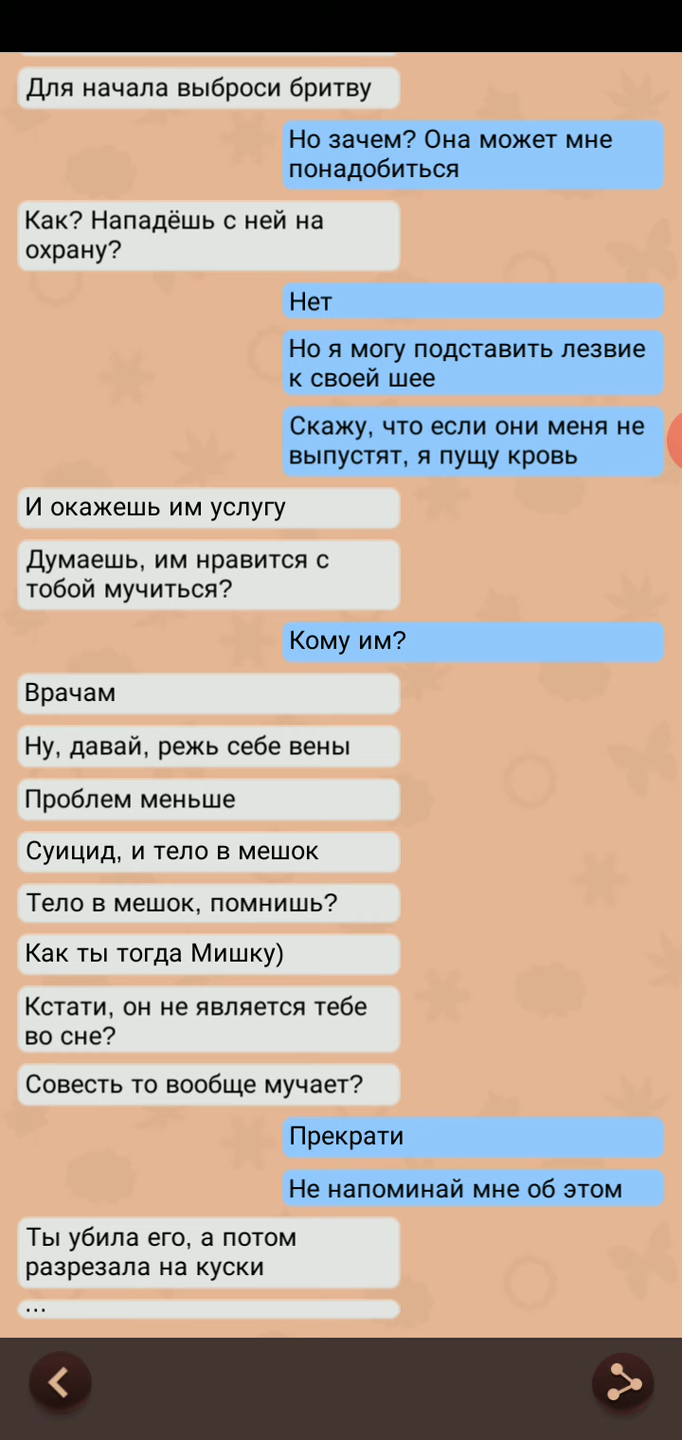 Для начала выброси бритву
Но зачем? Она может мне
понадобиться
Как? Нападёшь с ней на
охрану?
Нет
Но я могу подставить лезвие
к своей шее
Скажу, что если они меня не
выпустят, я пущу кровь
И окажешь им услугу
Думаешь, им нравится с
тобой мучиться?
Кому им?
Врачам
Ну, давай, режь себе вены
Проблем меньше
Суицид, и тело в мешок
Тело в мешок, помнишь?
Как ты тогда Мишку)
Кстати, он не является тебе
во сне?
Совесть то вообще мучает?
Прекрати
Не напоминай мне об этом
Ты убила его, а потом
разрезала на куски
...